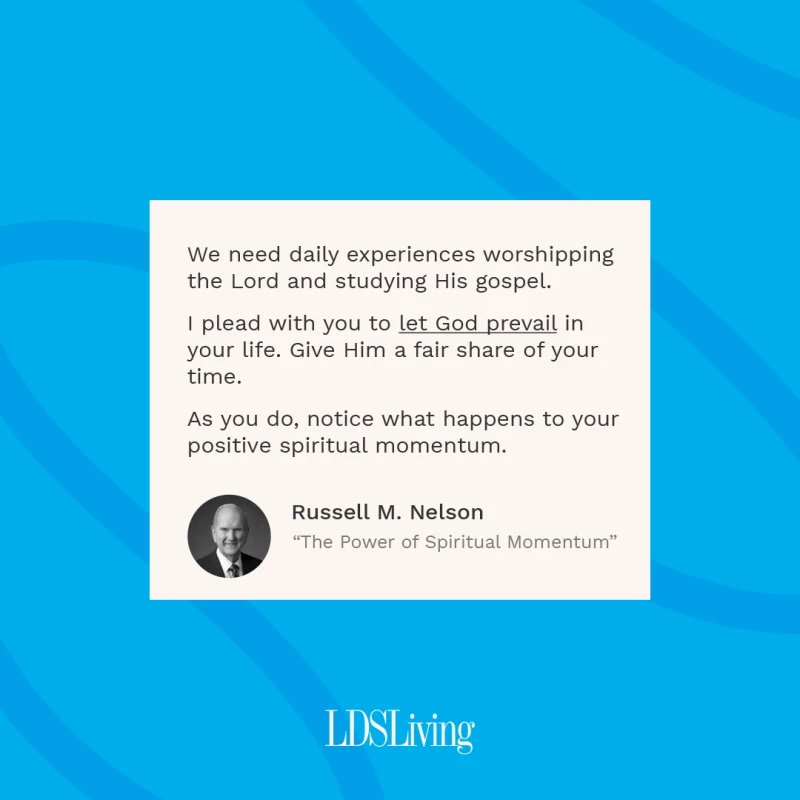 We need daily experiences worshipping
the Lord and studying His gospel.
I plead with you to let God prevail in
your life. Give Him a fair share of your
time.
As you do, notice what happens to your
positive spiritual momentum.
Russell M. Nelson
“The Power of Spiritual Momentum”
LDSLiving